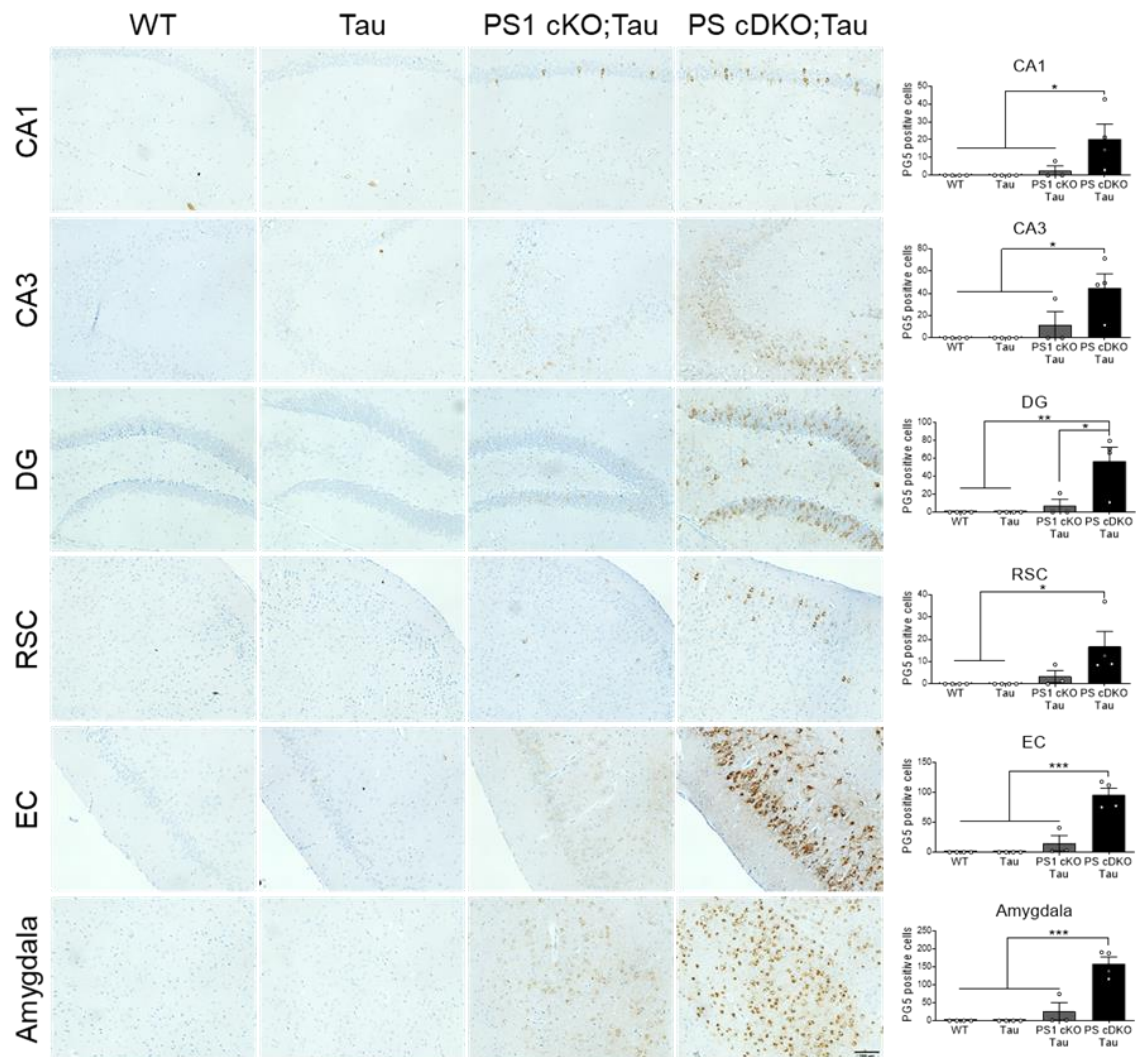 WT Tau PS1 cKO;Tau PS cDKO;Tau
CA1
CA1
PG5 positive cells
50
40
30
20
10
0
*
WT Tau PS1 cKO PS cDKO
Tau Tau
CA3
CA3
PG5 positive cells
80
60
40
20
0
*
WT Tau PS1 cKO PS cDKO
Tau Tau
DG
DG
PG5 positive cells
100
80
60
40
20
0
**
*
WT Tau PS1 cKO PS cDKO
Tau Tau
RSC
RSC
PG5 positive cells
40
30
20
10
0
*
WT Tau PS1 cKO PS cDKO
Tau Tau
EC
EC
PG5 positive cells
150
100
50
0
***
WT Tau PS1 cKO PS cDKO
Tau Tau
Amygdala
Amygdala
PG5 positive cells
250
200
150
100
50
0
***
WT Tau PS1 cKO PS cDKO
Tau Tau